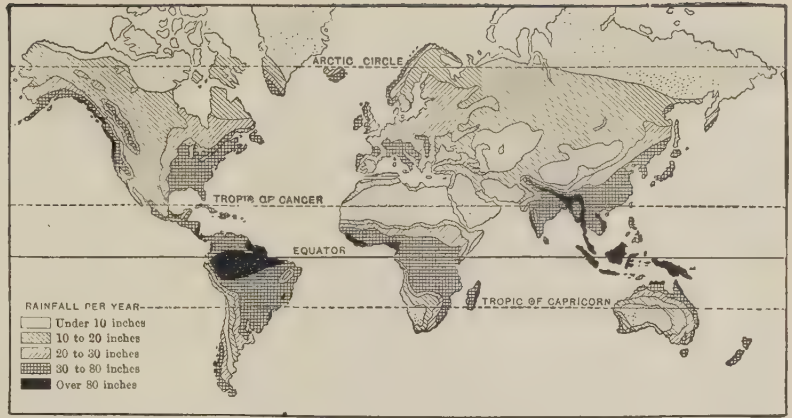 ARCTIC CIRCLE
TROPIC OF CANCER
EQUATOR
TROPIC OF CAPRICORN
RAINFALL PER YEAR
Under 10 inches
10 to 20 inches
20 to 30 inches
30 to 80 inches
Over 80 inches